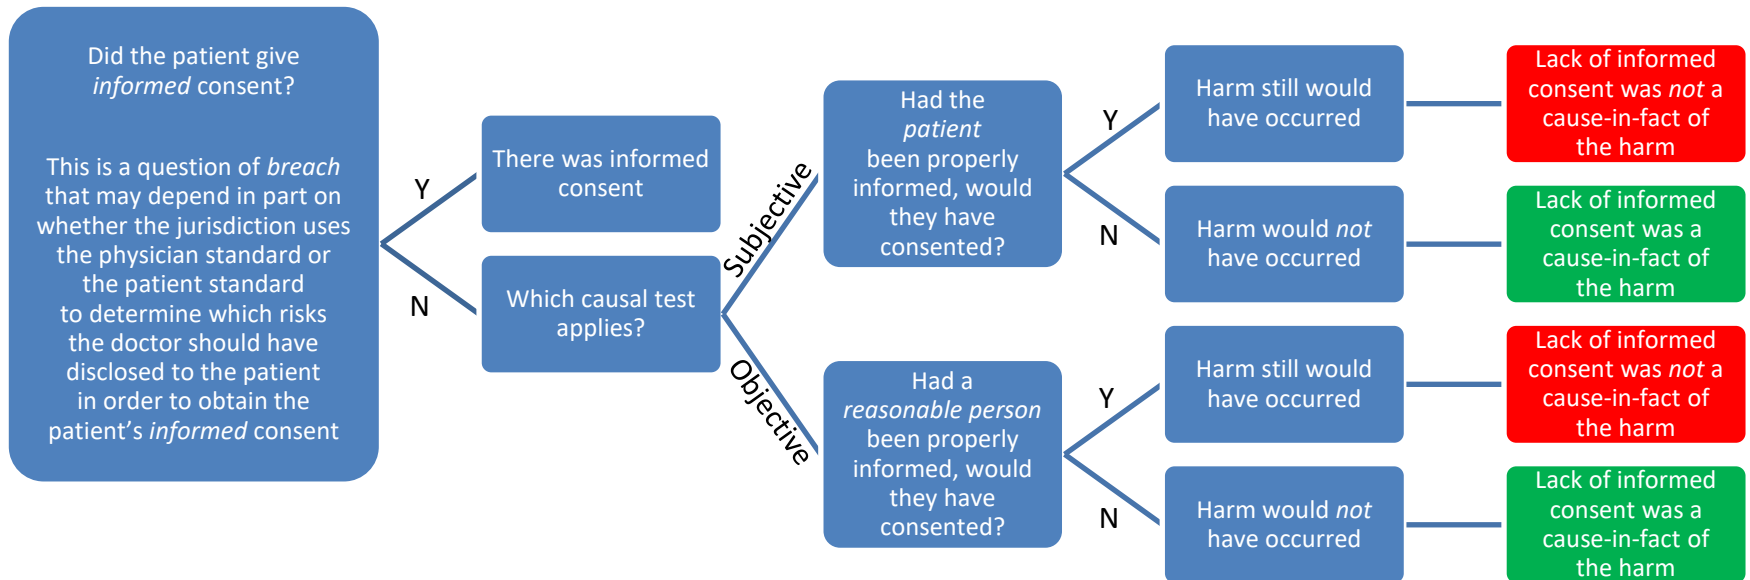 Did the patient give
informed consent?
This is a question of breach
that may depend in part on
whether the jurisdiction uses
the physician standard or
the patient standard
to determine which risks
the doctor should have
disclosed to the patient
in order to obtain the
patient’s informed consent
Y
N
There was informed
consent
Which causal test
applies?
Subjective
Objective
Had the
patient
been properly
informed, would
they have
consented?
Y
N
Harm still would
have occurred
Lack of informed
consent was not a
cause-in-fact of
the harm
Harm would not
have occurred
Lack of informed
consent was a
cause-in-fact of
the harm
Had a
reasonable person
been properly
informed, would
they have
consented?
Y
N
Harm still would
have occurred
Lack of informed
consent was not a
cause-in-fact of
the harm
Harm would not
have occurred
Lack of informed
consent was a
cause-in-fact of
the harm